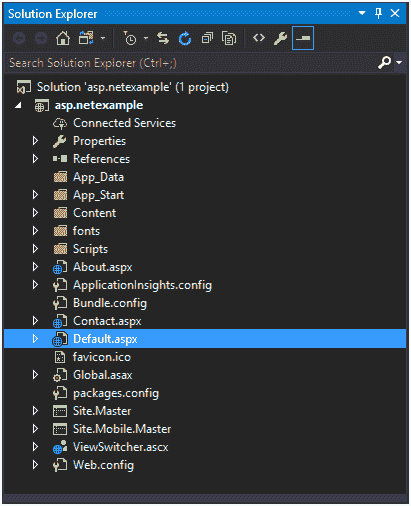 Solution Explorer
Search Solution Explorer (Ctrl+;)
Solution 'asp.netexample' (1 project)
asp.netexample
Connected Services
Properties
References
App_Data
App_Start
Content
fonts
Scripts
About.aspx
ApplicationInsights.config
Bundle.config
Contact.aspx
Default.aspx
favicon.ico
Global.asax
packages.config
Site.Master
Site.Mobile.Master
ViewSwitcher.ascx
Web.config